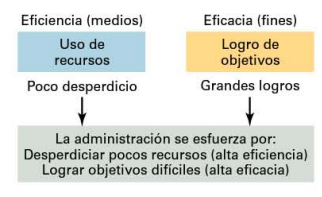 Eficiencia (medios)
Eficacia (fines)
Uso de
recursos
Logro de
objetivos
Poco desperdicio
Grandes logros
La administración se esfuerza por:
Desperdiciar pocos recursos (alta eficiencia)
Lograr objetivos difíciles (alta eficacia)